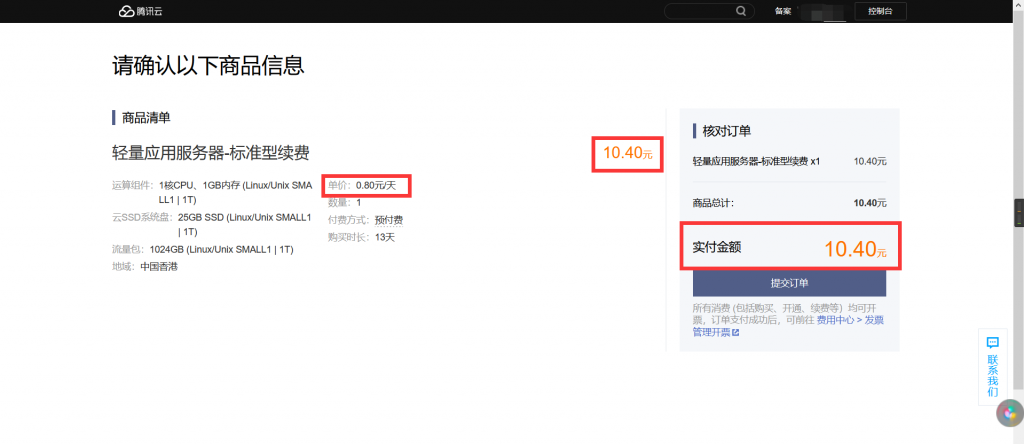 腾讯云
备案
控制台
请确认以下商品信息
商品清单
轻量应用服务器-标准型续费
10.40元
运算组件： 1核CPU、1GB内存 (Linux/Unix SMA
LL1 | 1T)
云SSD系统盘： 25GB SSD (Linux/Unix SMALL1
| 1T)
流量包： 1024GB (Linux/Unix SMALL1 | 1T)
地域： 中国香港
单价： 0.80元/天
数量： 1
付费方式： 预付费
购买时长： 13天
核对订单
轻量应用服务器-标准型续费 x1 10.40元
商品总计： 10.40元
实付金额 10.40元
提交订单
所有消费 (包括购买、开通、续费等）均可开
票，订单支付成功后，可前往 费用中心 > 发票
管理开票
联系我们